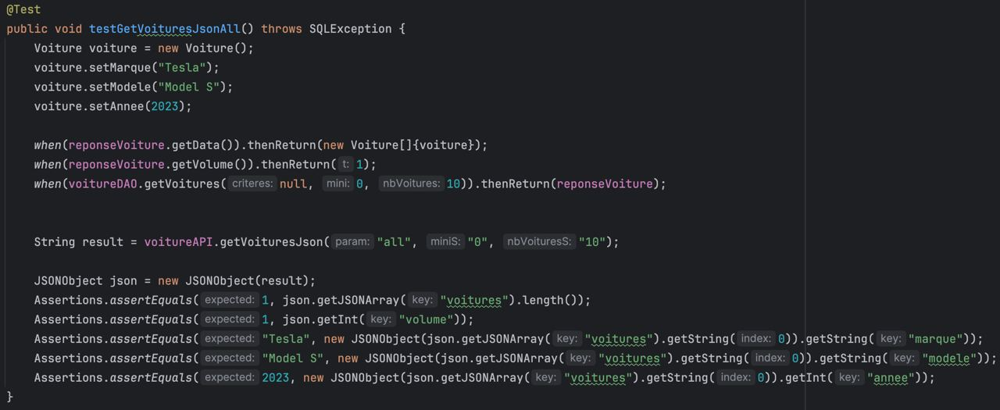 @Test
public void testGetVoituresJsonAll() throws SQLException {
    Voiture voiture = new Voiture();
    voiture.setMarque("Tesla");
    voiture.setModele("Model S");
    voiture.setAnnee(2023);

    when(reponseVoiture.getData()).thenReturn(new Voiture[]{voiture});
    when(reponseVoiture.getVolume()).thenReturn( t: 1);
    when(voitureDAO.getVoitures( criteres: null, mini: 0, nbVoitures: 10)).thenReturn(reponseVoiture);


    String result = voitureAPI.getVoituresJson( param: "all", miniS: "0", nbVoituresS: "10");

    JSONObject json = new JSONObject(result);
    Assertions.assertEquals( expected: 1, json.getJSONArray( key: "voitures").length());
    Assertions.assertEquals( expected: 1, json.getInt( key: "volume"));
    Assertions.assertEquals( expected: "Tesla", new JSONObject(json.getJSONArray( key: "voitures").getString( index: 0)).getString( key: "marque"));
    Assertions.assertEquals( expected: "Model S", new JSONObject(json.getJSONArray( key: "voitures").getString( index: 0)).getString( key: "modele"));
    Assertions.assertEquals( expected: 2023, new JSONObject(json.getJSONArray( key: "voitures").getString( index: 0)).getInt( key: "annee"));
}